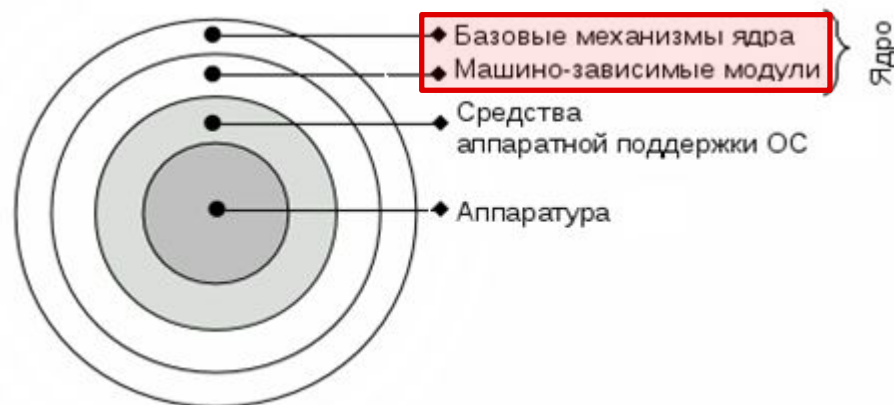 Базовые механизмы ядра
Машино-зависимые модули
Ядро
Средства
аппаратной поддержки ОС
Аппаратура